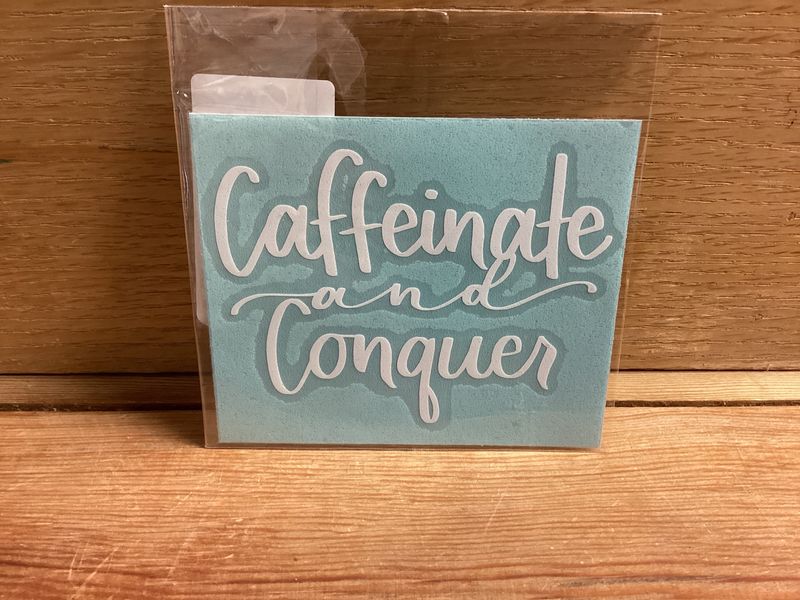 Caffeinate
and
Conquer